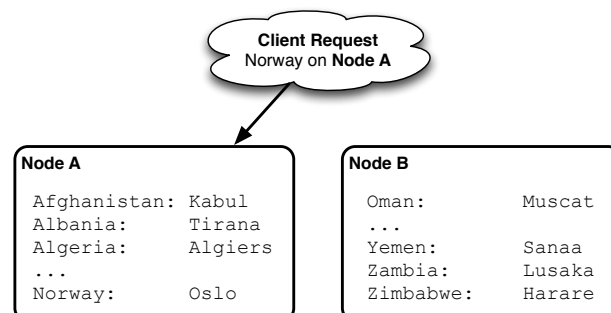 Client Request
Norway on Node A
Node A
Afghanistan: Kabul
Albania: Tirana
Algeria: Algiers
...
Norway: Oslo
Node B
Oman: Muscat
...
Yemen: Sanaa
Zambia: Lusaka
Zimbabwe: Harare